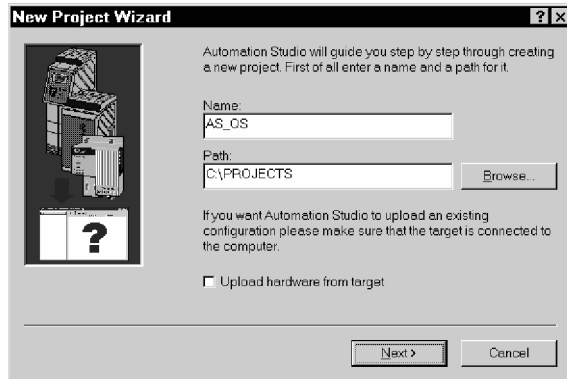 New Project Wizard
Automation Studio will guide you step by step through creating
a new project. First of all enter a name and a path for it.
Name:
AS_QS
Path:
C:\PROJECTS
Browse...
If you want Automation Studio to upload an existing
configuration please make sure that the target is connected to
the computer.
Upload hardware from target
Next >
Cancel